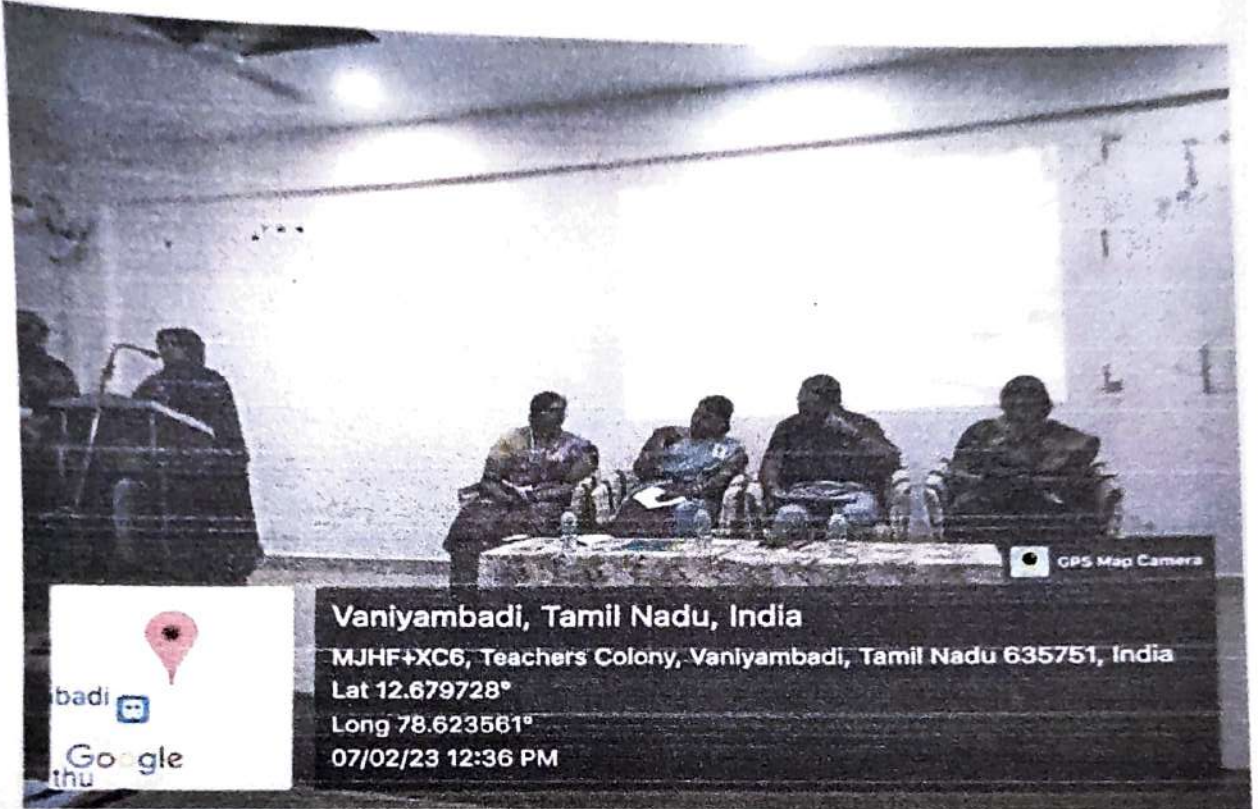 GPS Map Camera
Vaniyambadi, Tamil Nadu, India
MJHF+XC6, Teachers Colony, Vaniyambadi, Tamil Nadu 635751, India
Lat 12.679728°
Long 78.623561°
07/02/23 12:36 PM
badi
Google
thu